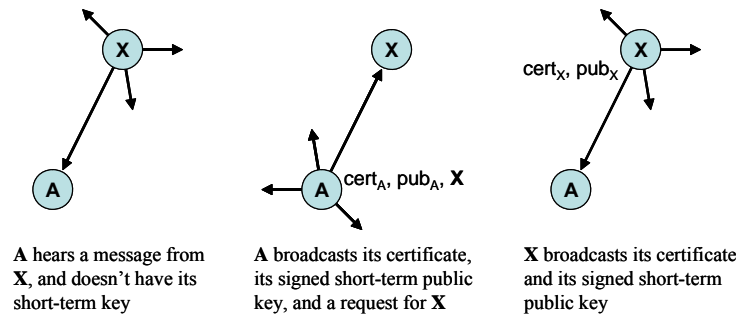 X
A
A hears a message from
X, and doesn't have its
short-term key
X
A
cert_A, pub_A, X
A broadcasts its certificate,
its signed short-term public
key, and a request for X
X
cert_X, pub_X
A
X broadcasts its certificate
and its signed short-term
public key